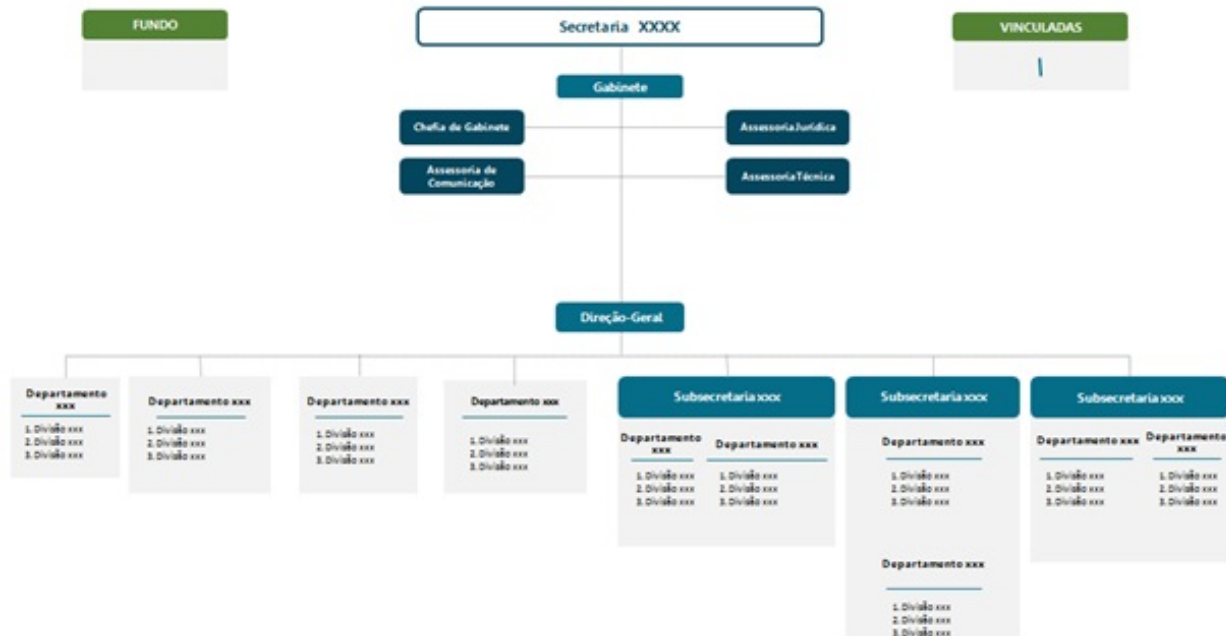 FUNDO
Secretaria XXXX
VINCULADAS
Gabinete
Chefia de Gabinete
Assessoria Jurídica
Assessoria de
Comunicação
Assessoria Técnica
Direção-Geral
Departamento
xxx
1. Divisão xxx
2. Divisão xxx
3. Divisão xxx
Departamento xxx
1. Divisão xxx
2. Divisão xxx
3. Divisão xxx
Departamento xxx
1. Divisão xxx
2. Divisão xxx
3. Divisão xxx
Departamento xxx
1. Divisão xxx
2. Divisão xxx
3. Divisão xxx
Subsecretaria xxx
Departamento
xxx
1. Divisão xxx
2. Divisão xxx
3. Divisão xxx
Departamento xxx
1. Divisão xxx
2. Divisão xxx
3. Divisão xxx
Subsecretaria xxx
Departamento xxx
1. Divisão xxx
2. Divisão xxx
3. Divisão xxx
Departamento xxx
1. Divisão xxx
2. Divisão xxx
3. Divisão xxx
Subsecretaria xxx
Departamento xxx
1. Divisão xxx
2. Divisão xxx
3. Divisão xxx
Departamento
xxx
1. Divisão xxx
2. Divisão xxx
3. Divisão xxx